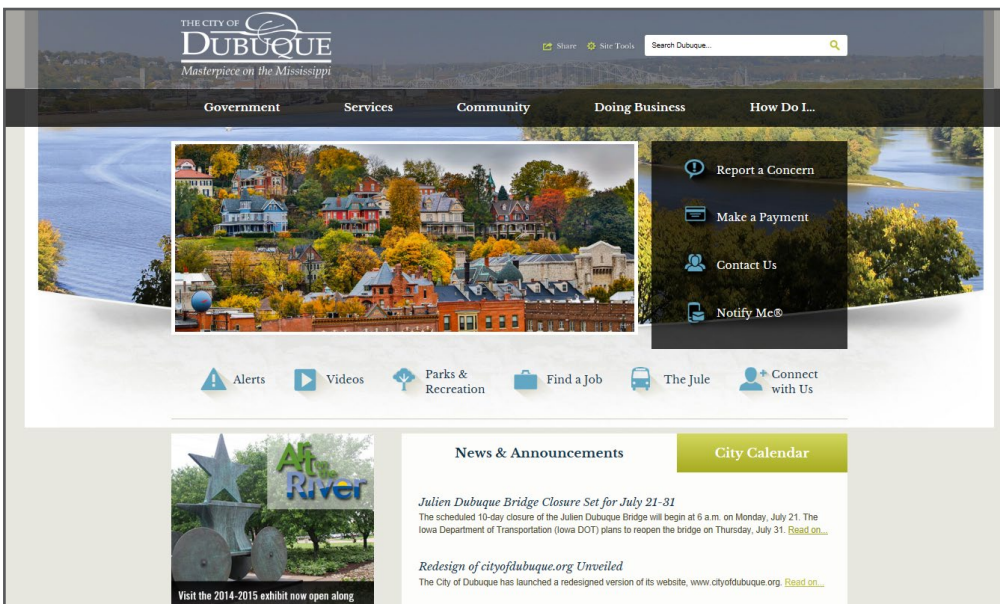 THE CITY OF
DUBUQUE
Masterpiece on the Mississippi
Share Site Tools Search Dubuque...
Government Services Community Doing Business How Do I...
Report a Concern
Make a Payment
Contact Us
Notify Me®
Alerts Videos Parks & Recreation Find a Job The Jule Connect with Us
Art
on the
River
Visit the 2014-2015 exhibit now open along
News & Announcements City Calendar
Julien Dubuque Bridge Closure Set for July 21-31
The scheduled 10-day closure of the Julien Dubuque Bridge will begin at 6 a.m. on Monday, July 21. The
Iowa Department of Transportation (Iowa DOT) plans to reopen the bridge on Thursday, July 31. Read on...
Redesign of cityofdubuque.org Unveiled
The City of Dubuque has launched a redesigned version of its website, www.cityofdubuque.org. Read on...